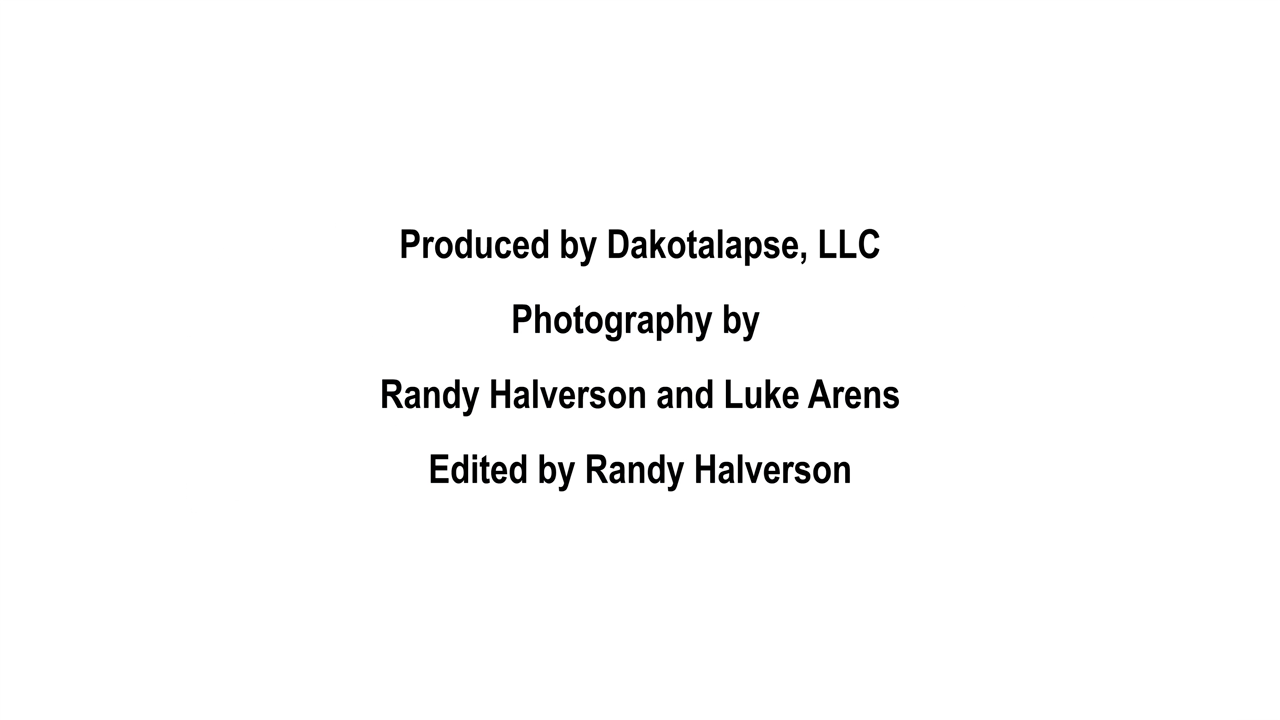 Produced by Dakotalapse, LLC
Photography by
Randy Halverson and Luke Arens
Edited by Randy Halverson